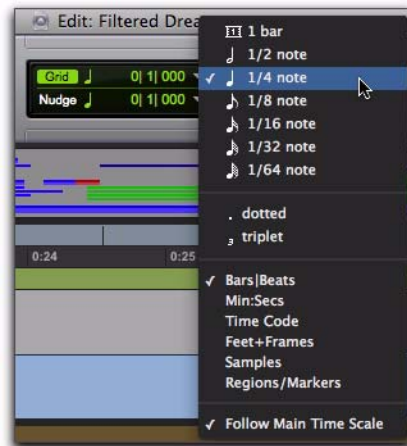 Edit: Filtered Drea
Grid 0| 1| 000
Nudge 0| 1| 000
0:24 0:25
1 bar
1/2 note
✓ 1/4 note
1/8 note
1/16 note
1/32 note
1/64 note
. dotted
3 triplet
✓ Bars|Beats
Min:Secs
Time Code
Feet+Frames
Samples
Regions/Markers
✓ Follow Main Time Scale